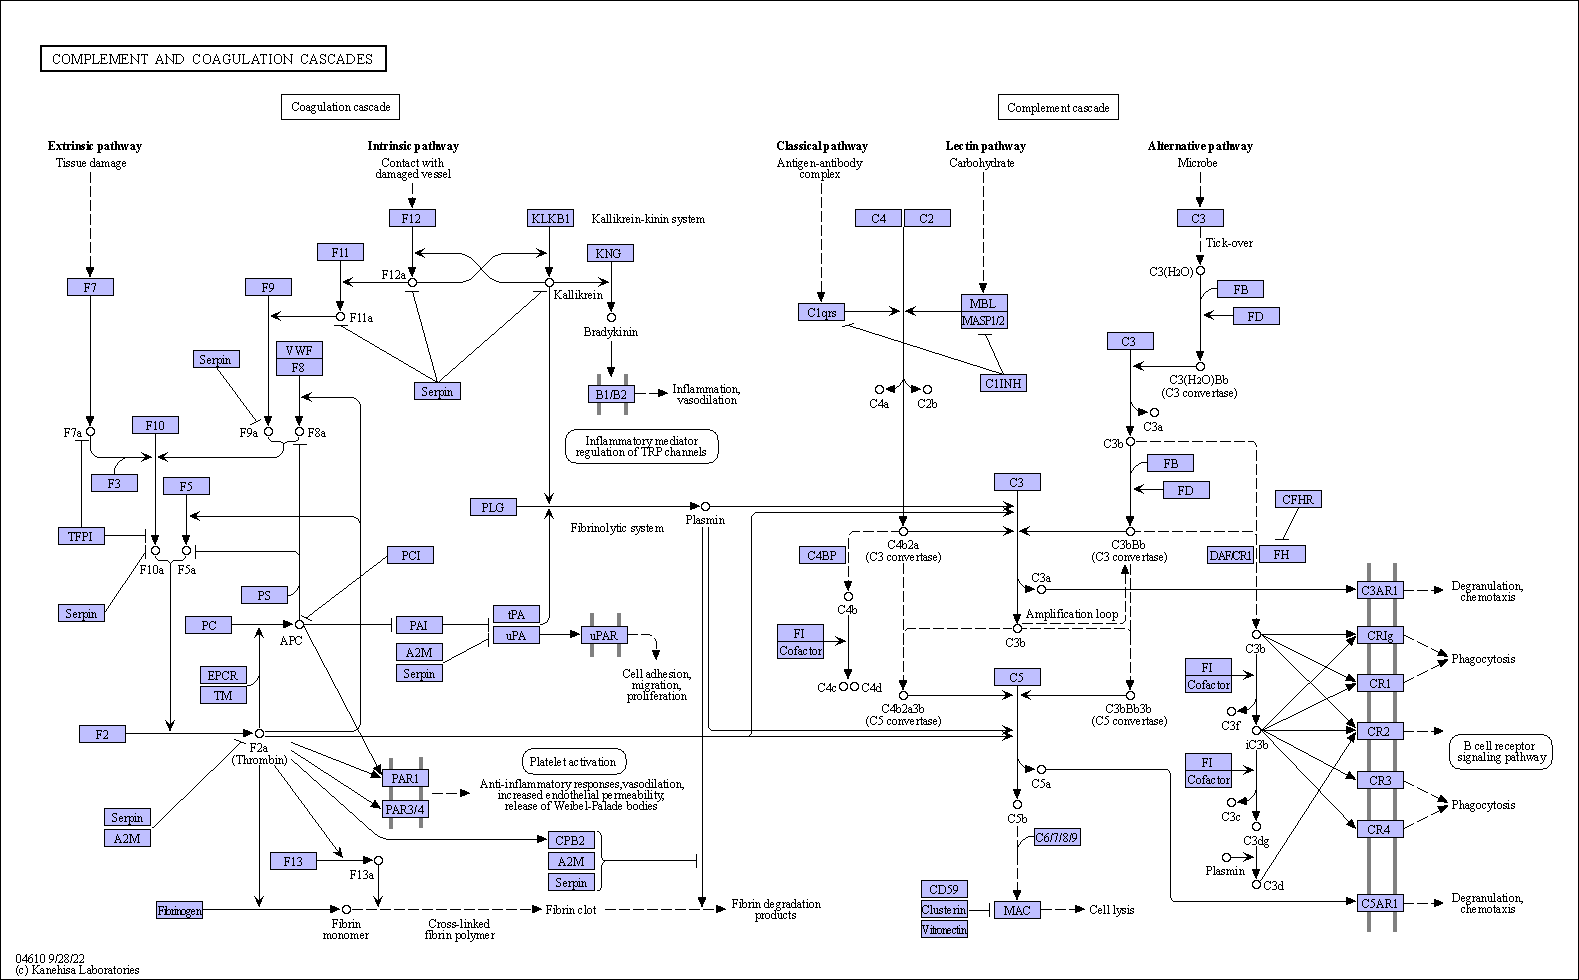 COMPLEMENT AND COAGULATION CASCADES
Coagulation cascade
Complement cascade
Extrinsic pathway
Tissue damage
Intrinsic pathway
Contact with
damaged vessel
Classical pathway
Antigen-antibody
complex
Lectin pathway
Carbohydrate
Alternative pathway
Microbe
F12
KLKB1
Kallikrein-kinin system
C4
C2
C3
F11
KNG
Tick-over
F12a
Kallikrein
C3(H2O)
F7
F9
FB
F11a
Bradykinin
C1qrs
MBL
MASP1/2
FD
Serpin
VWF
F8
C3
Serpin
B1/B2
Inflammation,
vasodilation
C1INH
C3(H2O)Bb
(C3 convertase)
C4a
C2b
C3a
F7a
F10
F9a
F8a
Inflammatory mediator
regulation of TRP channels
C3b
FB
F3
F5
PLG
Plasmin
C3
FD
CFHR
Fibrinolytic system
TFPI
F10a
F5a
PCI
C4BP
C4b2a
(C3 convertase)
C3bBb
(C3 convertase)
DAF/CR1
FH
PS
C3a
C3AR1
Degranulation,
chemotaxis
Serpin
C4b
Amplification loop
PC
APC
PAI
tPA
uPA
uPAR
FI
Cofactor
C3b
C3b
CRIg
Phagocytosis
A2M
Serpin
EPCR
TM
Cell adhesion,
migration,
proliferation
C4c
C4d
C5
FI
Cofactor
CR1
C4b2a3b
(C5 convertase)
C3bBb3b
(C5 convertase)
C3f
F2
F2a
(Thrombin)
iC3b
CR2
B cell receptor
signaling pathway
Platelet activation
PAR1
PAR3/4
Anti-inflammatory responses,vasodilation,
increased endothelial permeability,
release of Weibel-Palade bodies
C5a
FI
Cofactor
CR3
Phagocytosis
C5b
C3c
Serpin
A2M
CPB2
A2M
Serpin
C6/7/8/9
C3dg
CR4
F13
F13a
Plasmin
C3d
CD59
Clusterin
Vitronectin
MAC
Cell lysis
C5AR1
Degranulation,
chemotaxis
Fibrinogen
Fibrin
monomer
Cross-linked
fibrin polymer
Fibrin clot
Fibrin degradation
products
04610 9/28/22
(c) Kanehisa Laboratories